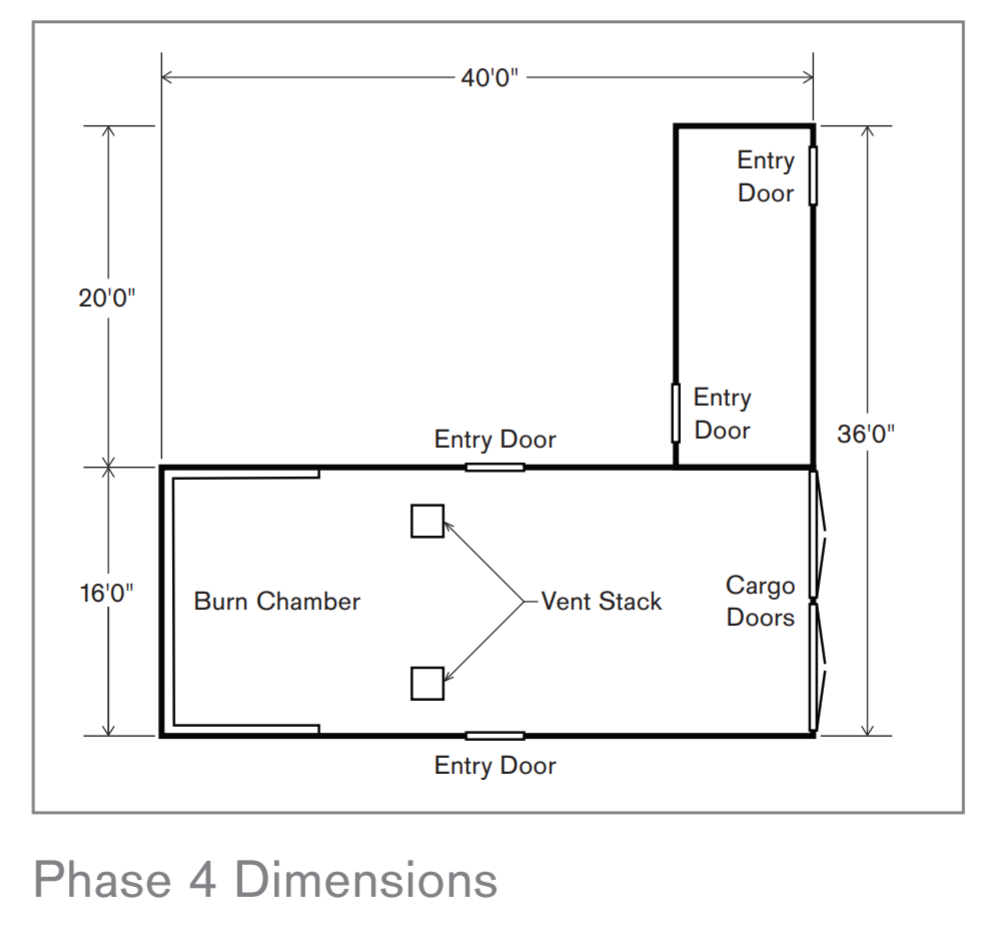 40'0"
Entry
Door
20'0"
Entry
Door
36'0"
Entry Door
16'0"
Burn Chamber
Vent Stack
Cargo
Doors
Entry Door
Phase 4 Dimensions